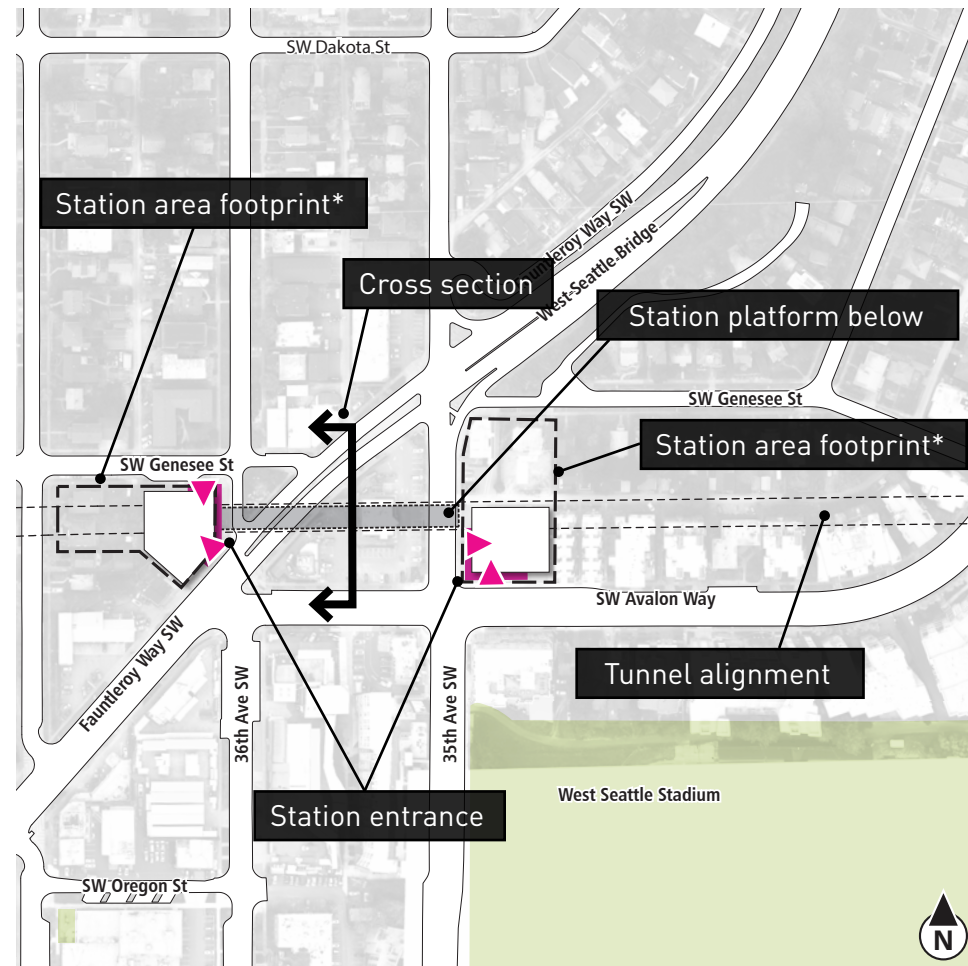 SW Dakota St
Station area footprint*
Fauntleroy Way SW
Cross section
West Seattle Bridge
Station platform below
SW Genesee St
Station area footprint*
SW Genesee St
SW Avalon Way
Tunnel alignment
Fauntleroy Way SW
36th Ave SW
35th Ave SW
West Seattle Stadium
Station entrance
SW Oregon St
N